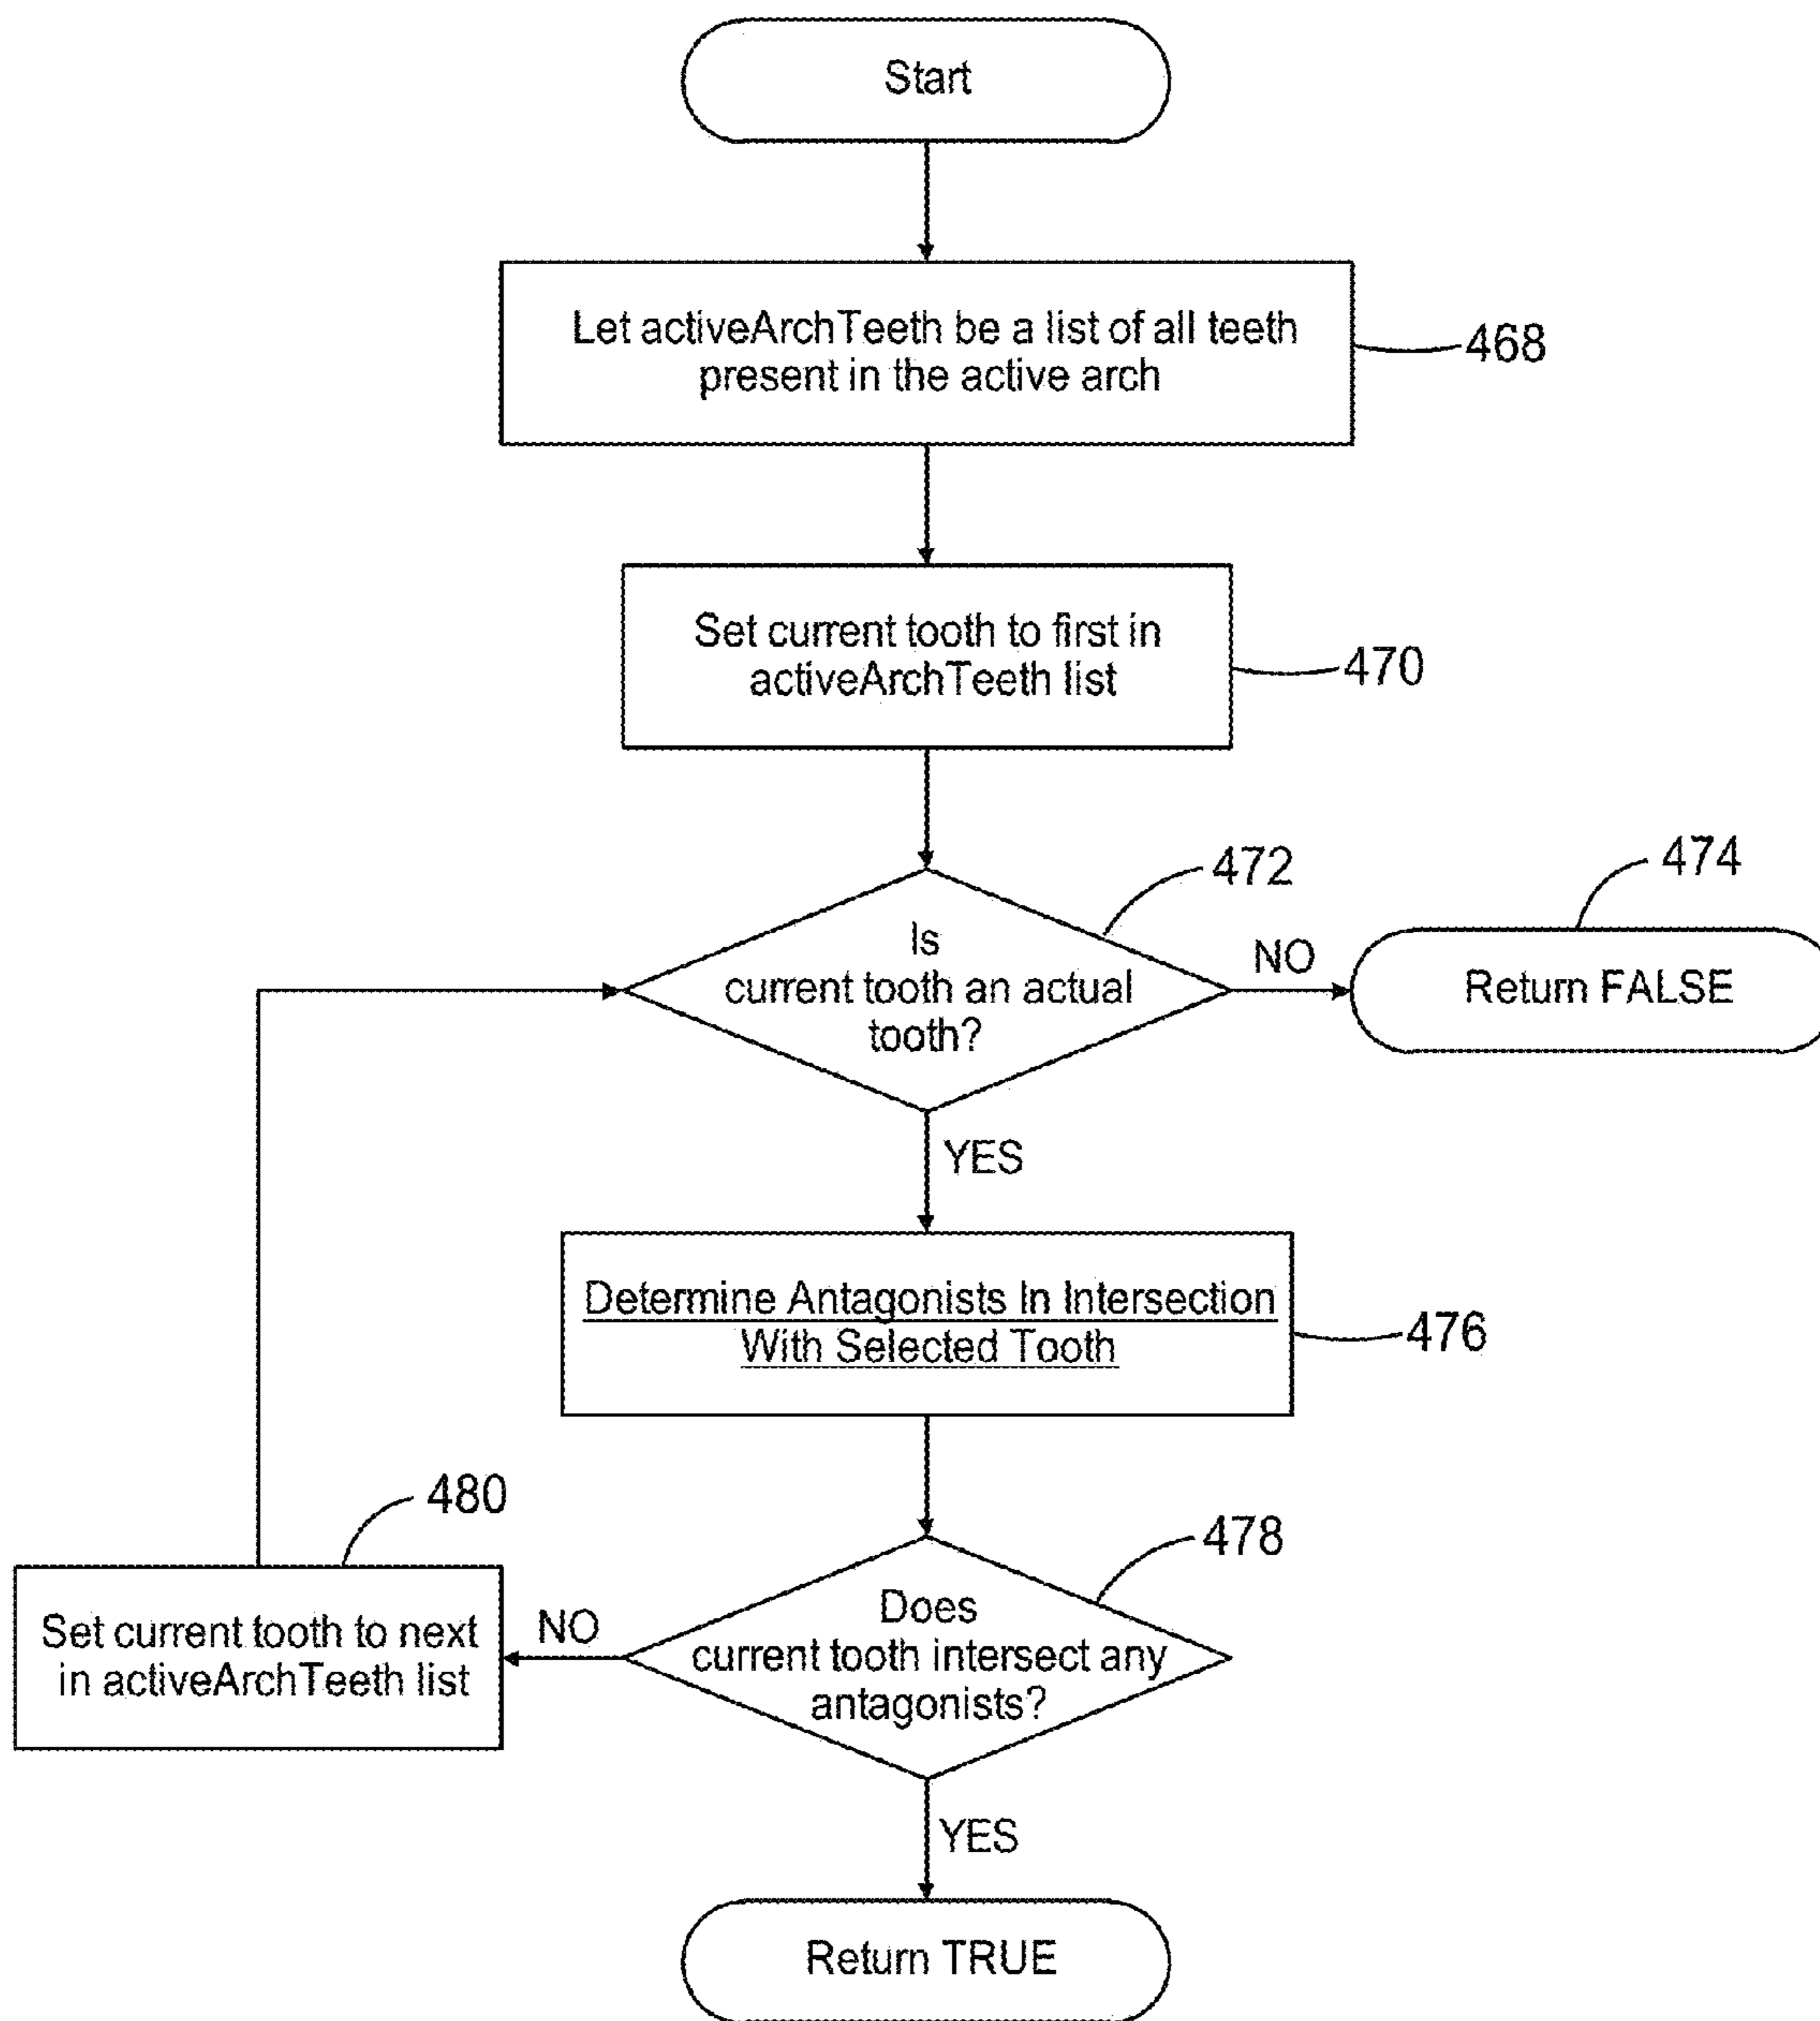 Start
Let activeArchTeeth be a list of all teeth
present in the active arch
468
Set current tooth to first in
activeArchTeeth list
470
472
474
Is
current tooth an actual
tooth?
NO
Return FALSE
YES
Determine Antagonists In Intersection
With Selected Tooth
476
480
478
Set current tooth to next
in activeArchTeeth list
NO
Does
current tooth intersect any
antagonists?
YES
Return TRUE